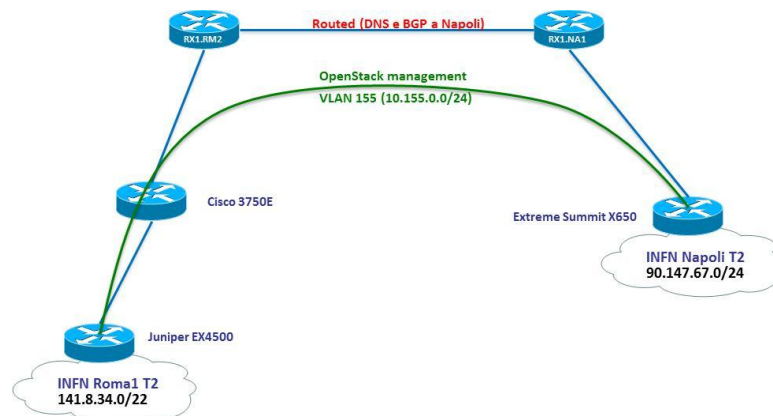 RX1.RM2
Routed (DNS e BGP a Napoli)
RX1.NA1
OpenStack management
VLAN 155 (10.155.0.0/24)
Cisco 3750E
Extreme Summit X650
INFN Napoli T2
90.147.67.0/24
Juniper EX4500
INFN Roma1 T2
141.8.34.0/22